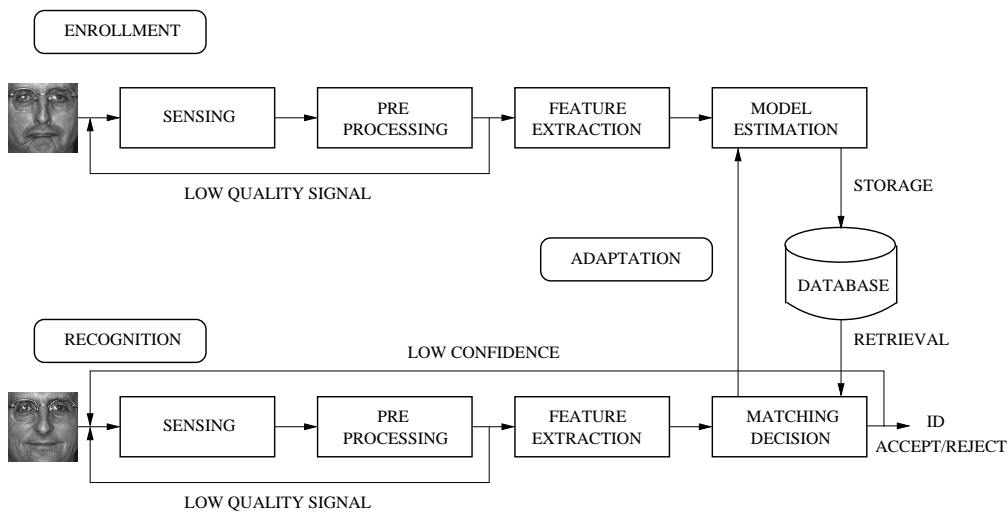 ENROLLMENT
SENSING
PRE
PROCESSING
FEATURE
EXTRACTION
MODEL
ESTIMATION
LOW QUALITY SIGNAL
STORAGE
ADAPTATION
DATABASE
RECOGNITION
RETRIEVAL
LOW CONFIDENCE
SENSING
PRE
PROCESSING
FEATURE
EXTRACTION
MATCHING
DECISION
ID
ACCEPT/REJECT
LOW QUALITY SIGNAL